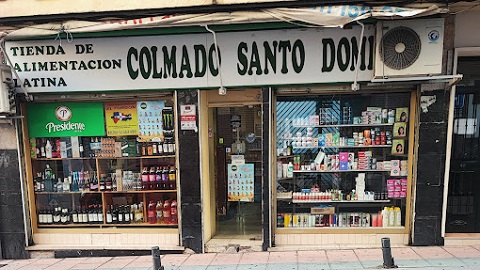 TIENDA DE
ALIMENTACION
LATINA
COLMADO SANTO DOMI
Presidente